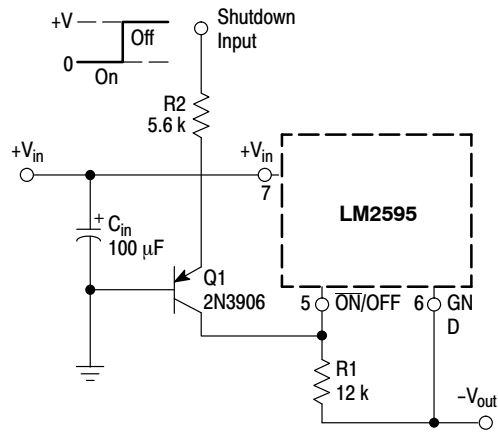 +V
Off
0
On
Shutdown
Input
R2
5.6 k
+Vin
+Vin
7
LM2595
+
Cin
100 µF
Q1
2N3906
5
ON/OFF
6
GN
D
R1
12 k
–Vout